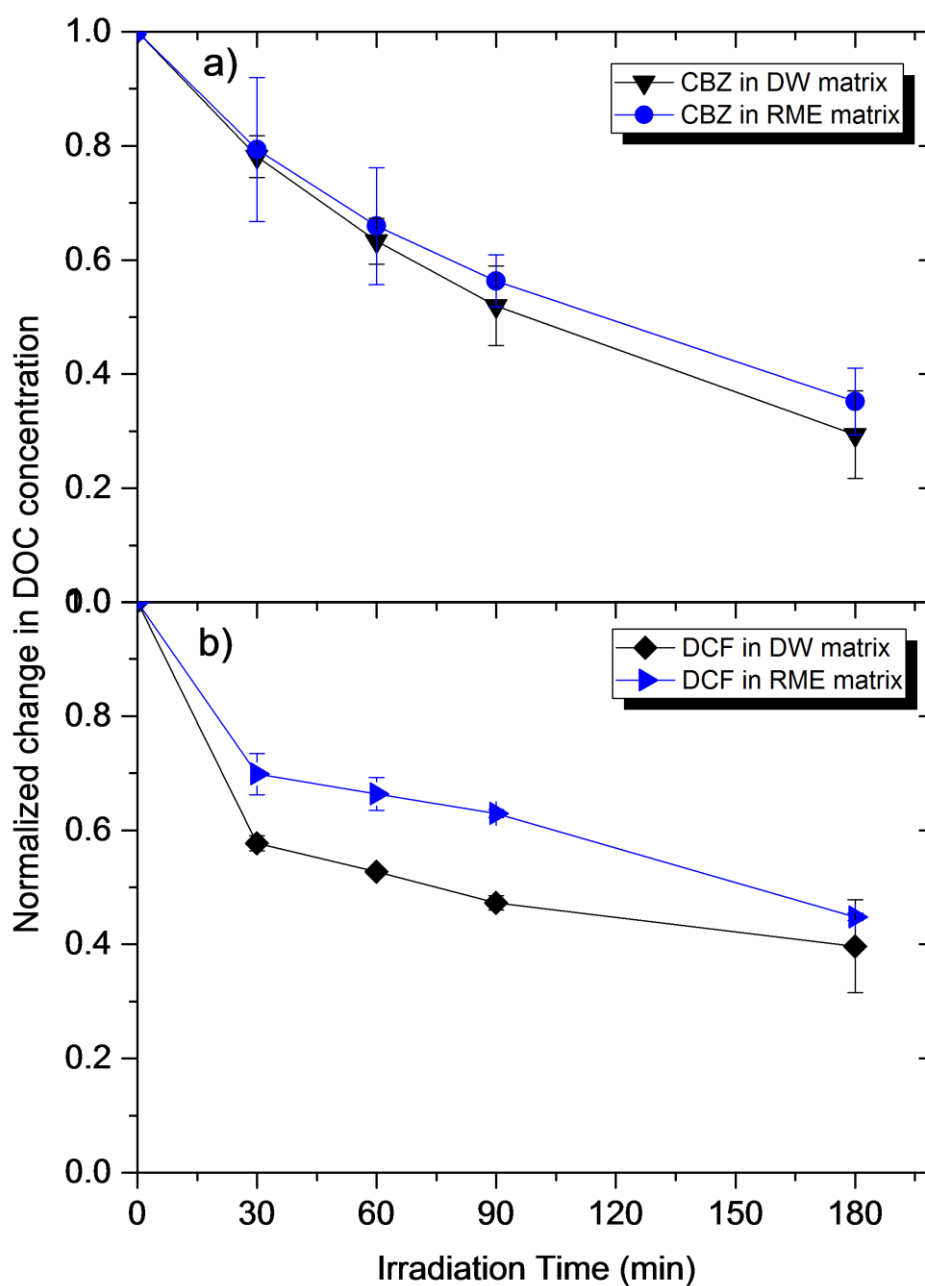 Normalized change in DOC concentration
1.0
a)
CBZ in DW matrix
CBZ in RME matrix
0.8
0.6
0.4
0.2
0.0
1.0
b)
DCF in DW matrix
DCF in RME matrix
0.8
0.6
0.4
0.2
0.0
0 30 60 90 120 150 180
Irradiation Time (min)